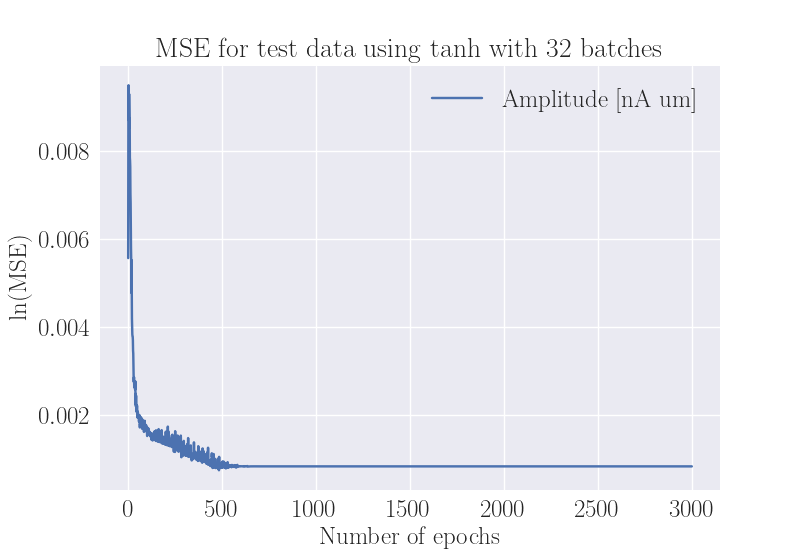 MSE for test data using tanh with 32 batches
Amplitude [nA um]
0.008
0.006
0.004
0.002
ln(MSE)
0 500 1000 1500 2000 2500 3000
Number of epochs